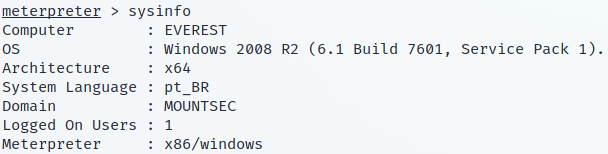 meterpreter > sysinfo
Computer        : EVEREST
OS              : Windows 2008 R2 (6.1 Build 7601, Service Pack 1).
Architecture    : x64
System Language : pt_BR
Domain          : MOUNTSEC
Logged On Users : 1
Meterpreter     : x86/windows